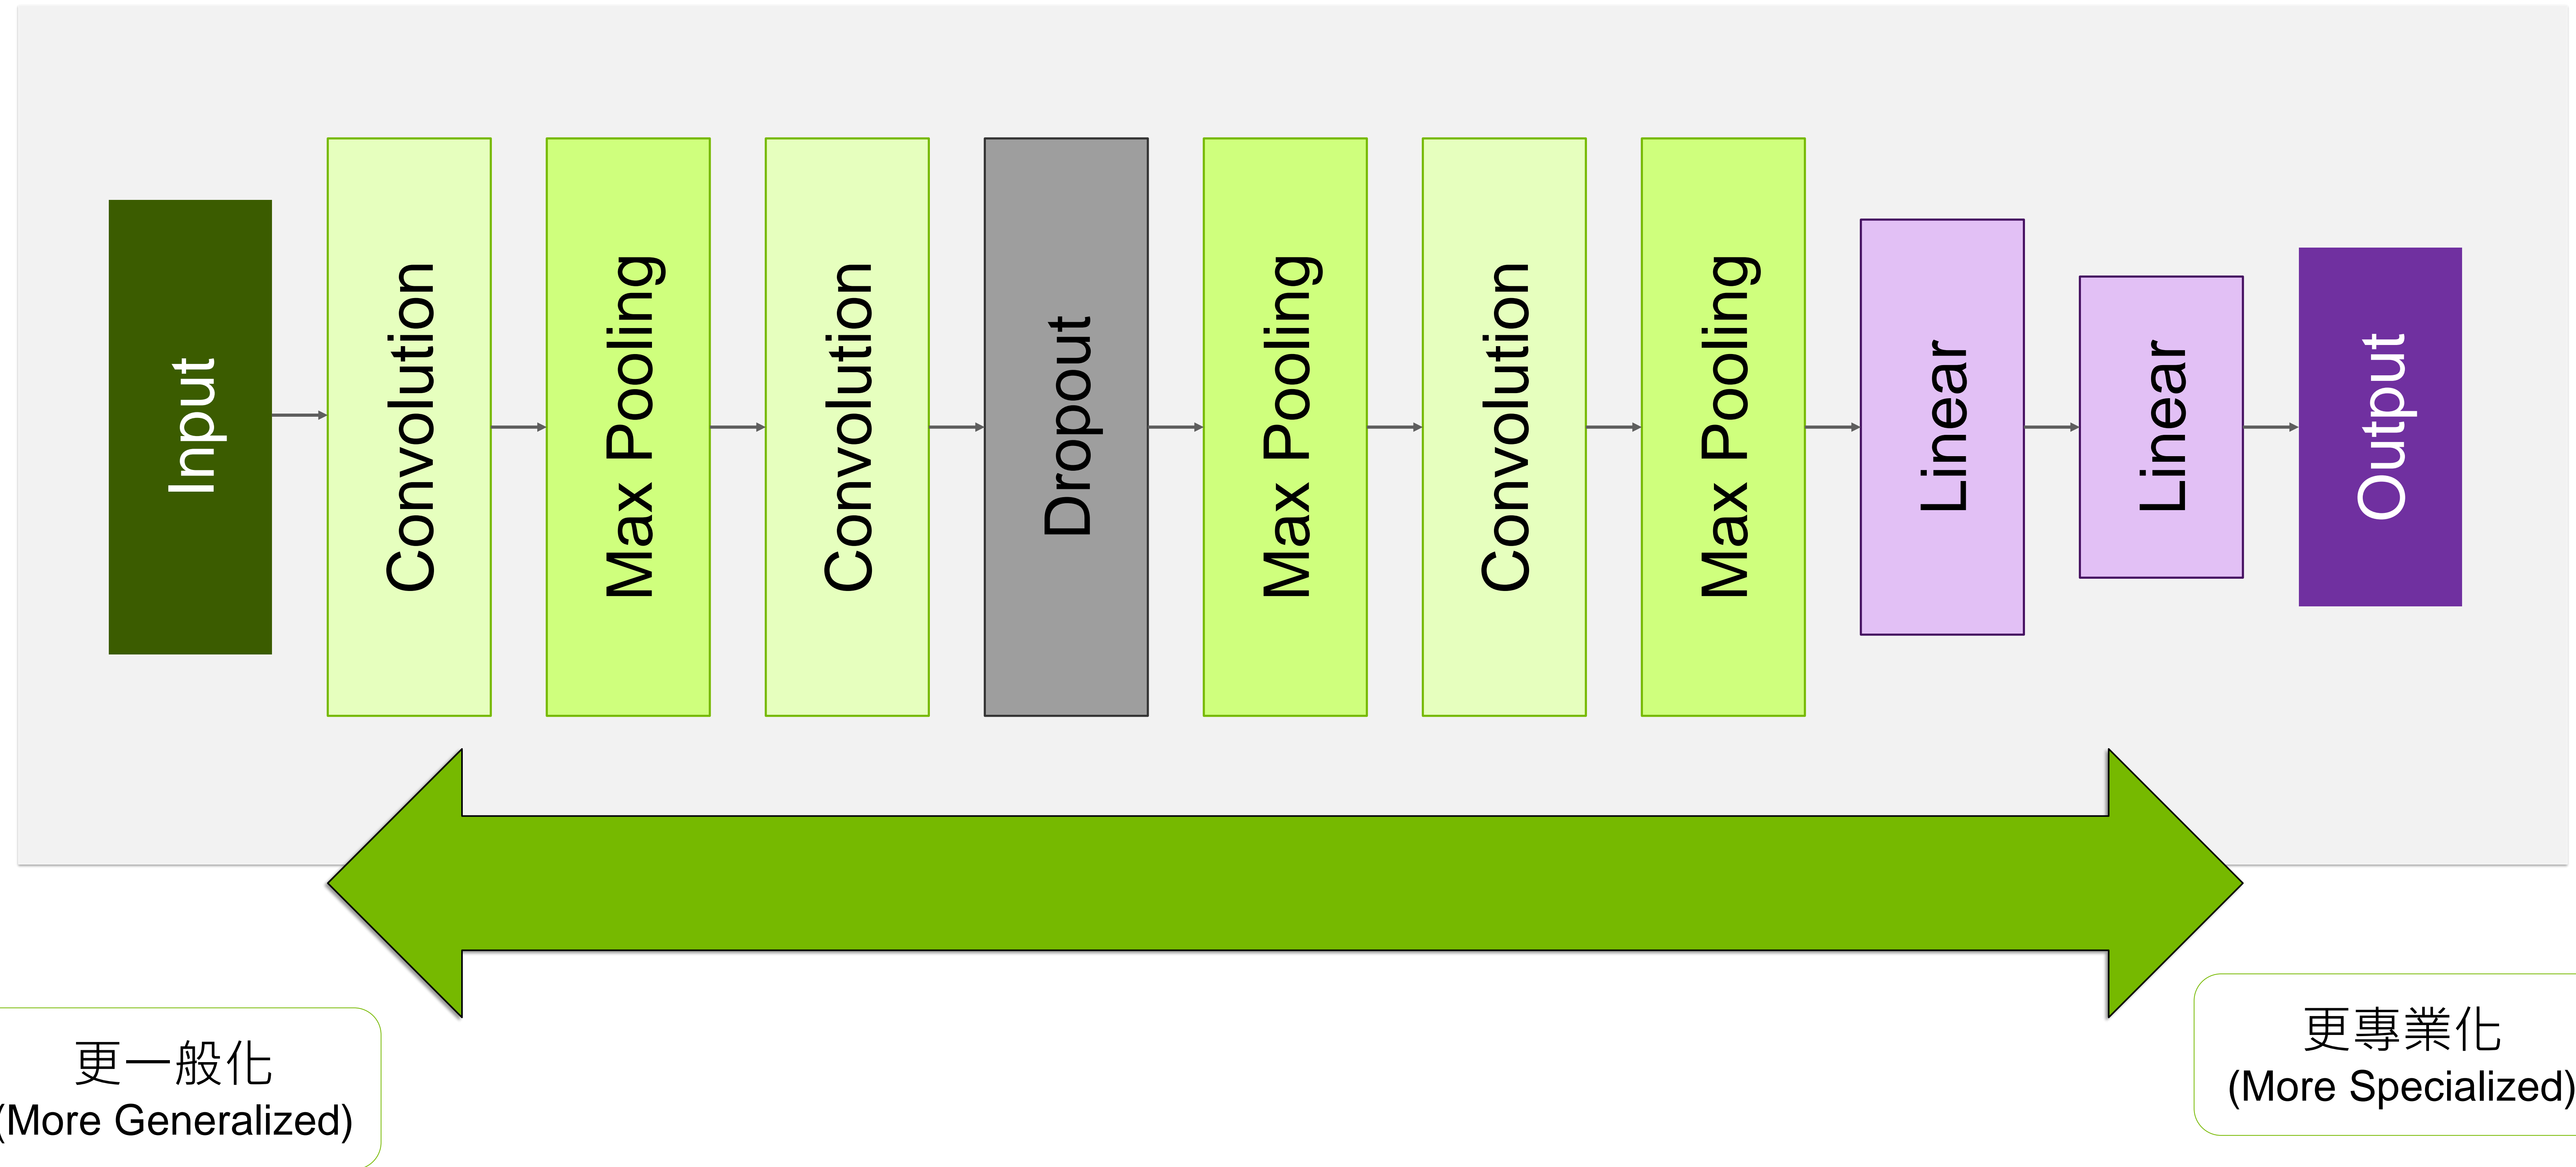 Input
Convolution
Max Pooling
Convolution
Dropout
Max Pooling
Convolution
Max Pooling
Linear
Linear
Output
更一般化
(More Generalized)
更專業化
(More Specialized)